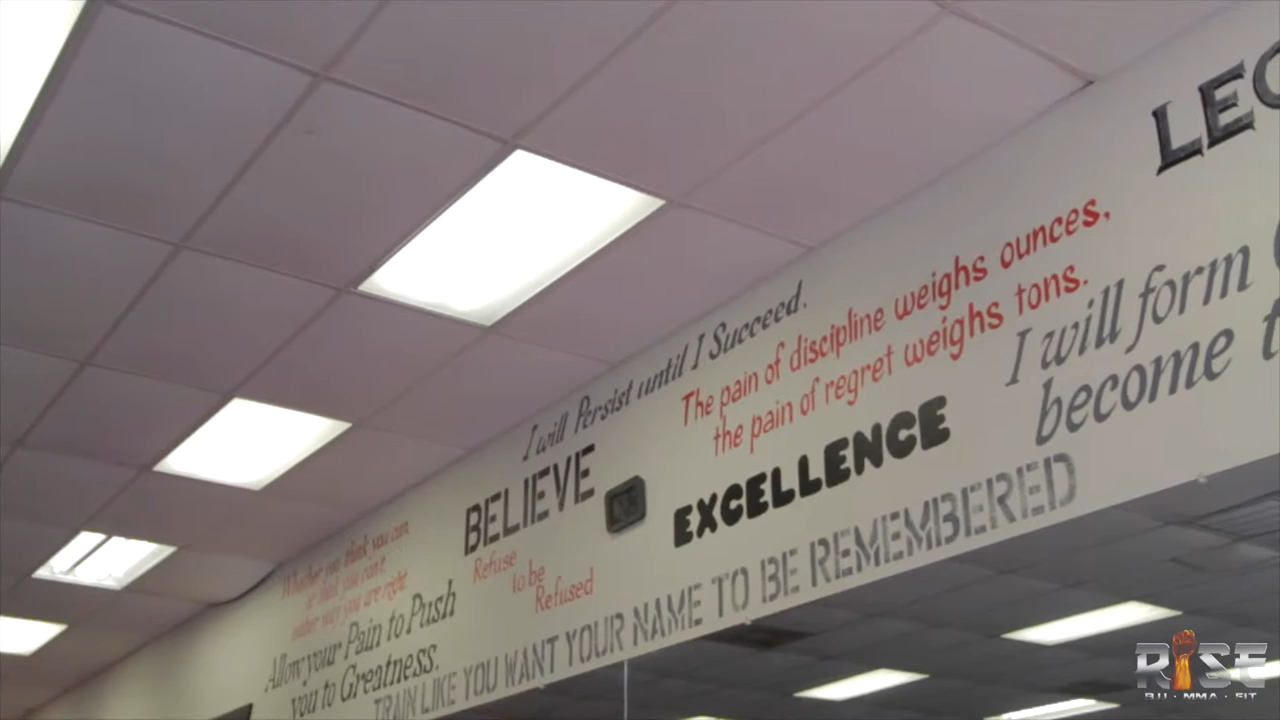 Whether you think you can,
or think you can't
either way you are right
Allow your Pain to Push
you to Greatness.
BELIEVE
Refuse
to be
Refused
I will Persist until I Succeed.
The pain of discipline weighs ounces,
the pain of regret weighs tons.
EXCELLENCE
TRAIN LIKE YOU WANT YOUR NAME TO BE REMEMBERED
I will form
become
RISE
BJJ · MMA · FIT